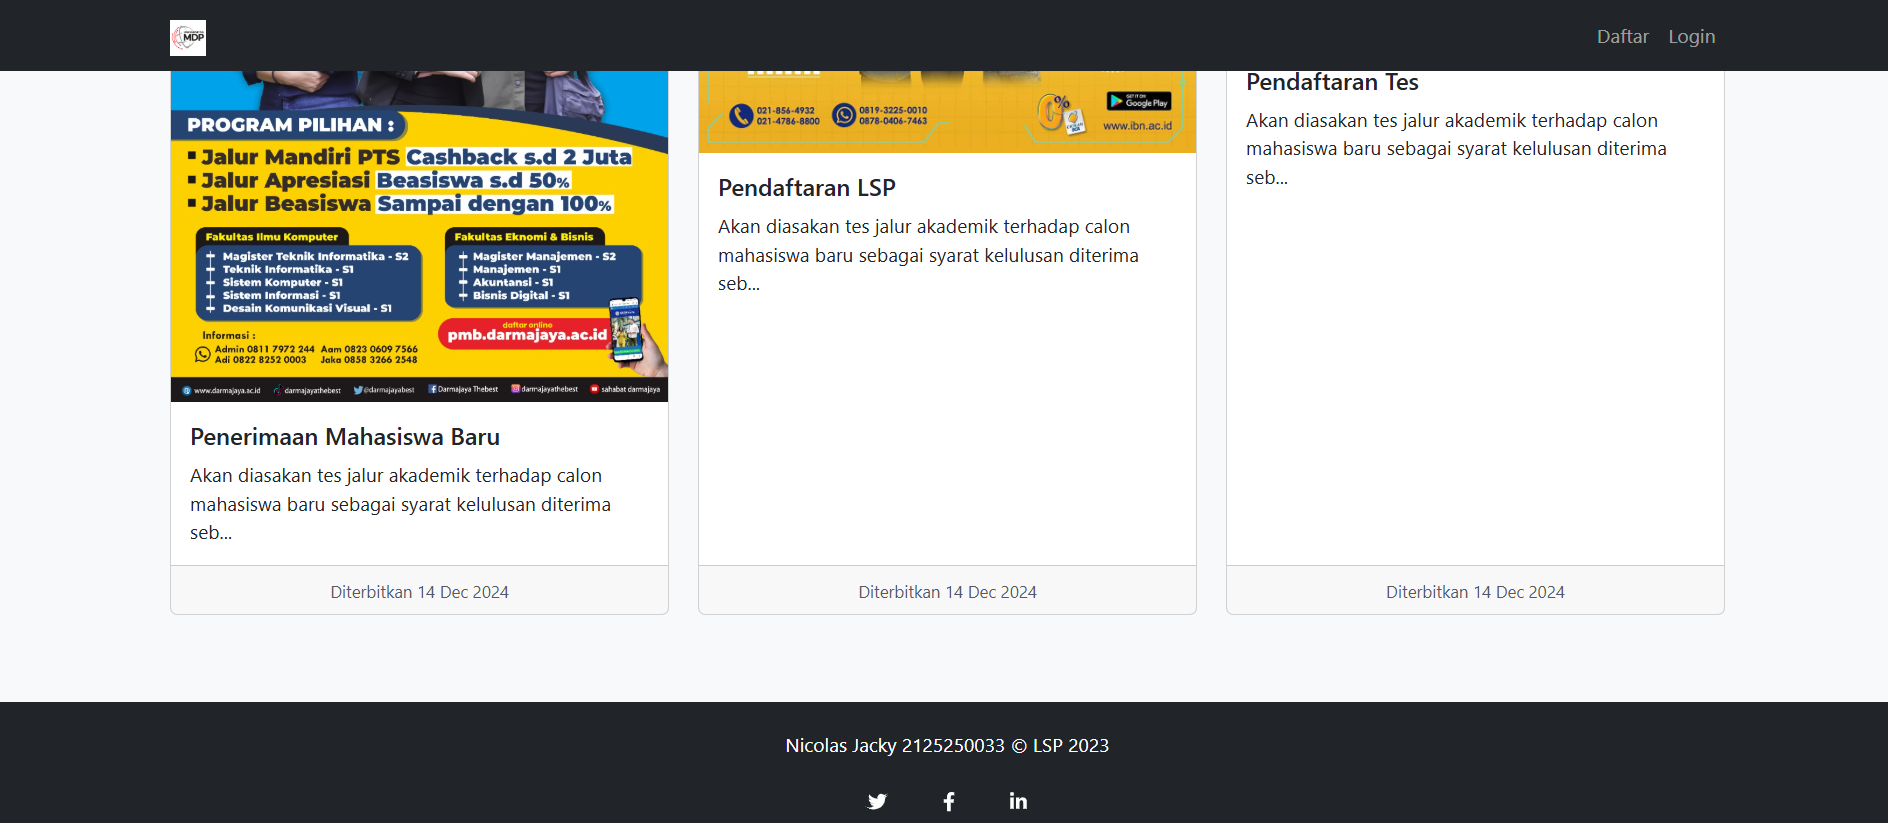 MDP
Daftar
Login
PROGRAM PILIHAN :
Jalur Mandiri PTS Cashback s.d 2 Juta
Jalur Apresiasi Beasiswa s.d 50%
Jalur Beasiswa Sampai dengan 100%
Fakultas Ilmu Komputer
Magister Teknik Informatika - S2
Teknik Informatika - S1
Sistem Komputer - S1
Sistem Informasi - S1
Desain Komunikasi Visual - S1
Fakultas Eknomi & Bisnis
Magister Manajemen - S2
Manajemen - S1
Akuntansi - S1
Bisnis Digital - S1
daftar online
pmb.darmajaya.ac.id
Informasi :
Admin 0811 7972 244 Aam 0823 0609 7566
Adi 0822 8252 0003 Jaka 0858 3266 2548
www.darmajaya.ac.id darmajayathebest @darmajayabest Darmajaya Thebest darmajayathebest sahabat darmajaya
Penerimaan Mahasiswa Baru
Akan diasakan tes jalur akademik terhadap calon
mahasiswa baru sebagai syarat kelulusan diterima
seb...
Diterbitkan 14 Dec 2024
021-856-4932
021-4786-8800
0819-3225-0010
0878-0406-7463
0%
GET IT ON
Google Play
www.ibn.ac.id
Pendaftaran LSP
Akan diasakan tes jalur akademik terhadap calon
mahasiswa baru sebagai syarat kelulusan diterima
seb...
Diterbitkan 14 Dec 2024
Pendaftaran Tes
Akan diasakan tes jalur akademik terhadap calon
mahasiswa baru sebagai syarat kelulusan diterima
seb...
Diterbitkan 14 Dec 2024
Nicolas Jacky 2125250033 © LSP 2023